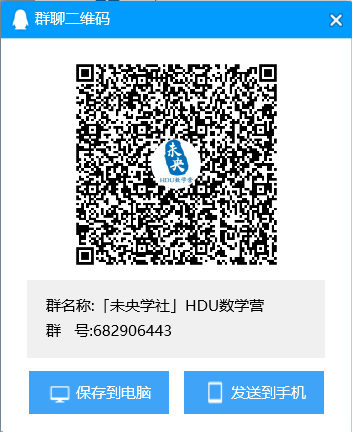 群聊二维码
未央
HDU数学营
群名称:「未央学社」HDU数学营
群 号:682906443
保存到电脑
发送到手机